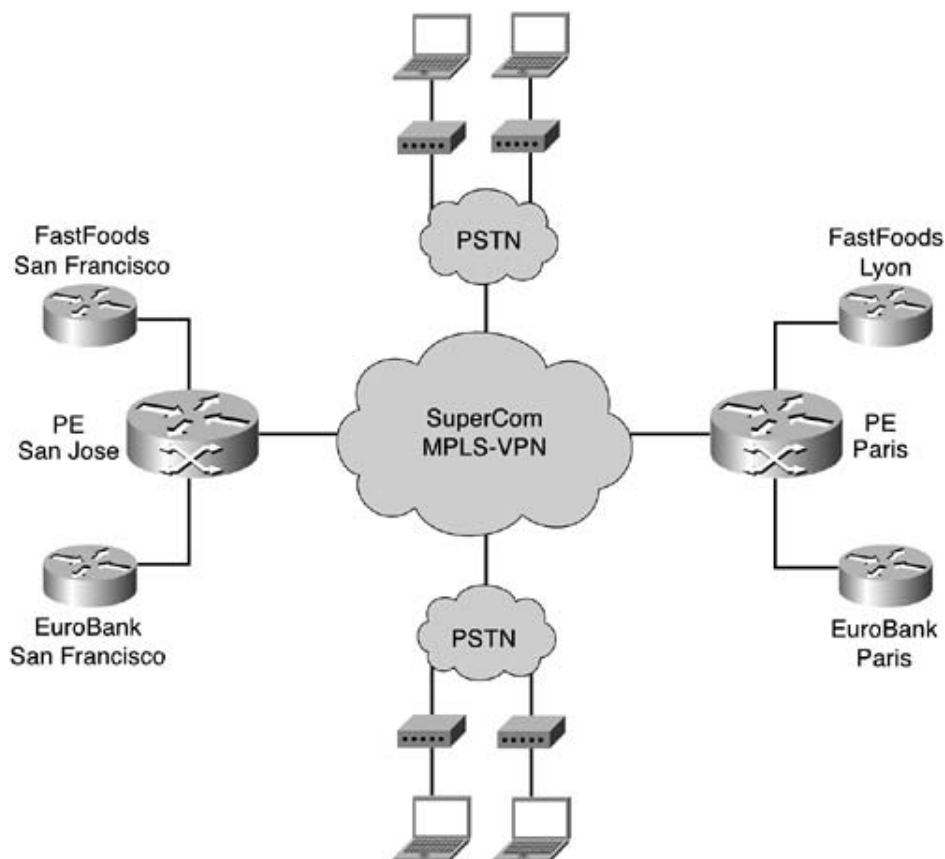 PSTN
FastFoods
San Francisco
FastFoods
Lyon
PE
San Jose
SuperCom
MPLS-VPN
PE
Paris
EuroBank
San Francisco
PSTN
EuroBank
Paris